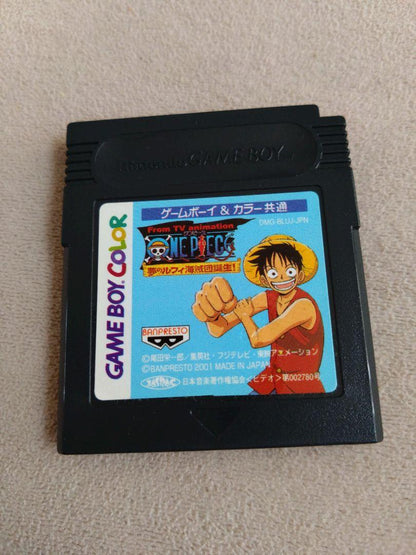 Nintendo GAME BOY
ゲームボーイ & カラー共通
DMG-BLUJ-JPN
From TV animation
ONE PIECE
夢のルフィ海賊団誕生!
GAME BOY COLOR
BANPRESTO
©尾田栄一郎/集英社・フジテレビ・東映アニメーション
©BANPRESTO 2001 MADE IN JAPAN
日本音楽著作権協会<ビデオ>第002780号